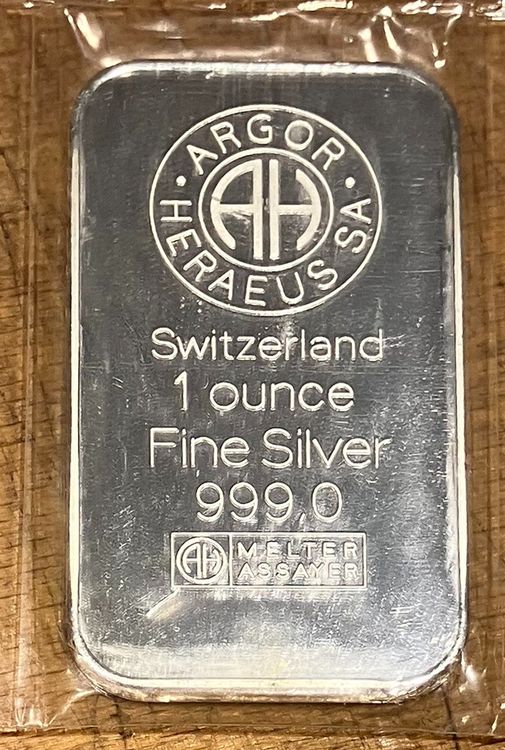 · ARGOR ·
HERAEUS SA
AH
Switzerland
1 ounce
Fine Silver
999,0
AH MELTER
ASSAYER